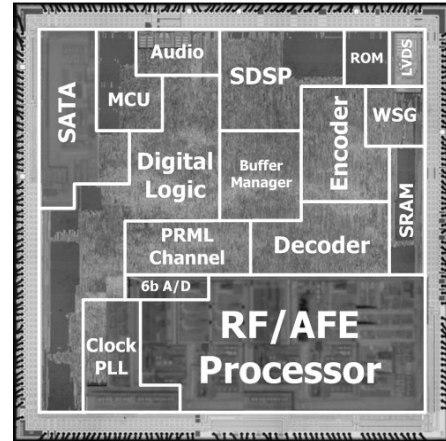 Audio
SDSP
ROM
LVDS
SATA
MCU
WSG
Encoder
Digital
Logic
Buffer
Manager
SRAM
PRML
Channel
Decoder
6b A/D
RF/AFE
Processor
Clock
PLL